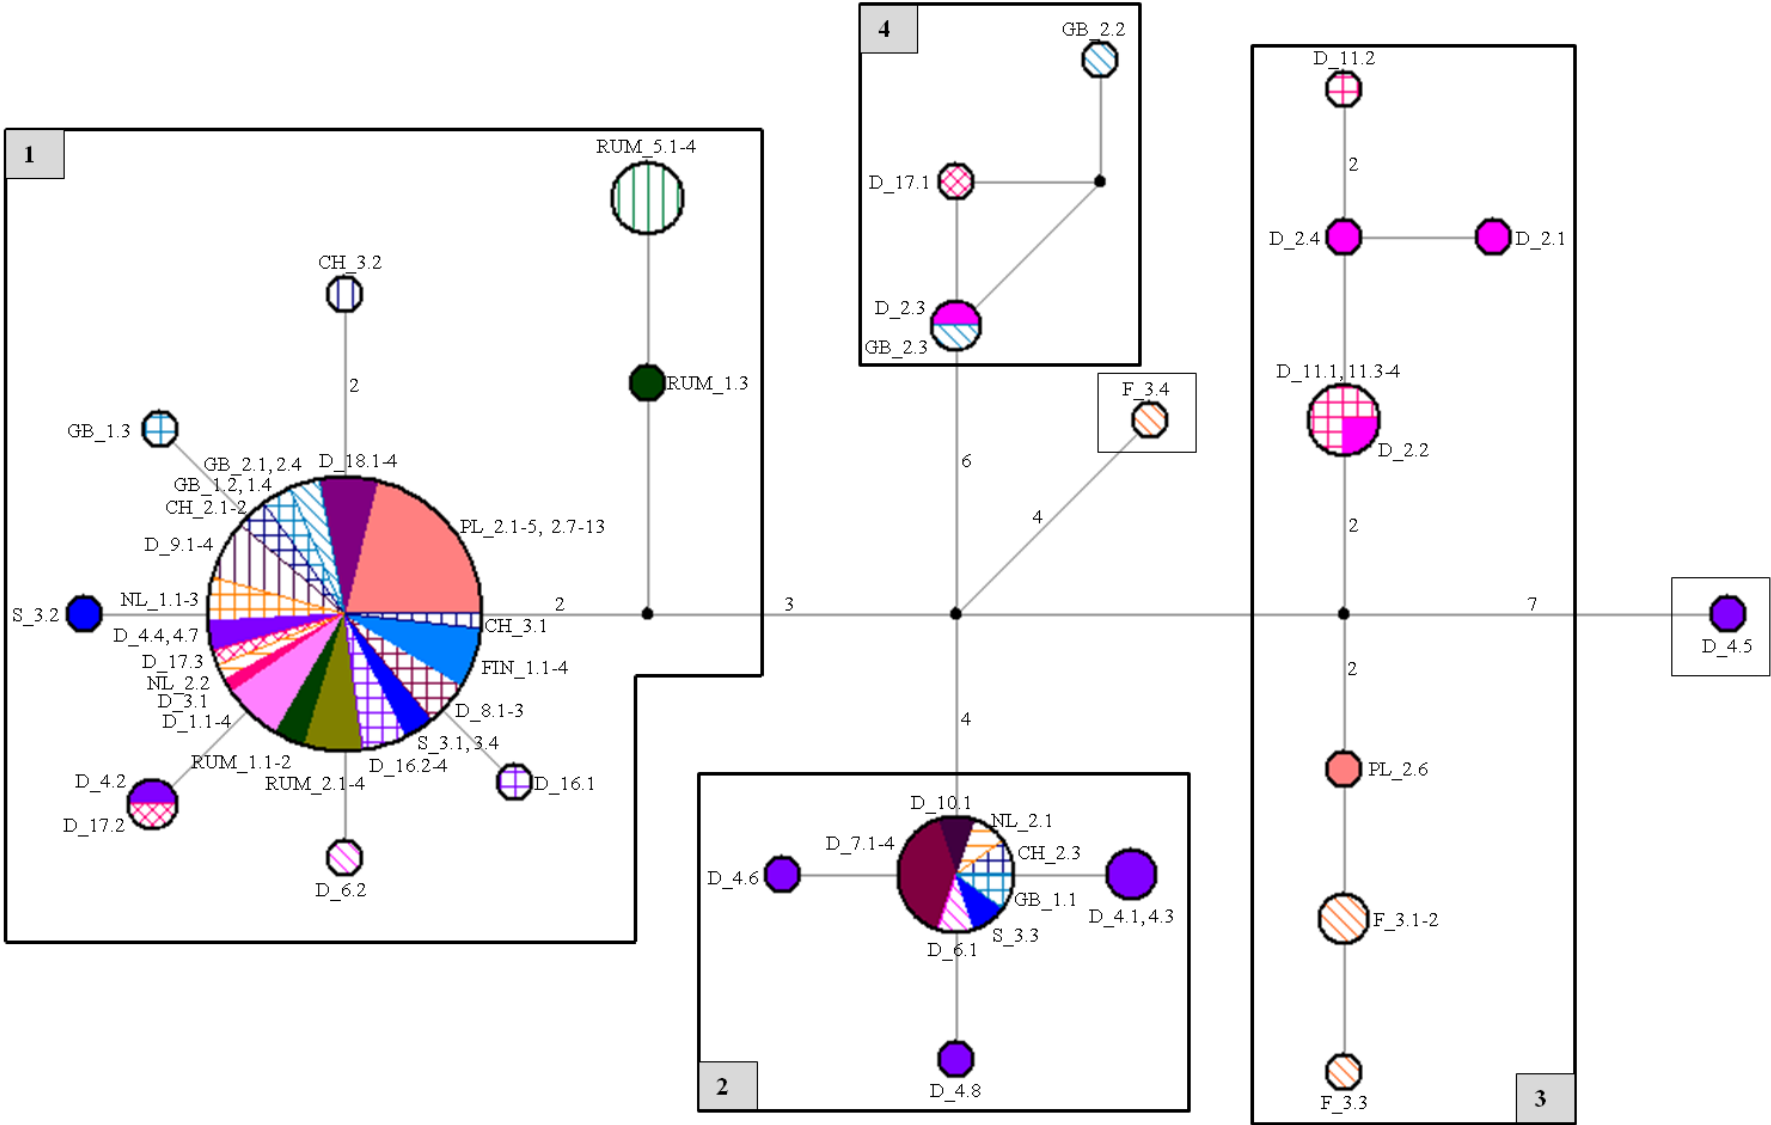 4
GB_2.2
D_17.1
D_2.3
GB_2.3
1
RUM_5.1-4
CH_3.2
2
RUM_1.3
GB_1.3
GB_2.1, 2.4
D_18.1-4
GB_1.2, 1.4
CH_2.1-2
PL_2.1-5, 2.7-13
D_9.1-4
NL_1.1-3
S_3.2
2
CH_3.1
D_4.4, 4.7
D_17.3
FIN_1.1-4
NL_2.2
D_3.1
D_8.1-3
D_1.1-4
S_3.1, 3.4
RUM_1.1-2
D_16.2-4
RUM_2.1-4
D_16.1
D_4.2
D_17.2
D_6.2
3
6
F_3.4
4
4
D_10.1
NL_2.1
D_7.1-4
CH_2.3
D_4.6
GB_1.1
D_4.1, 4.3
S_3.3
D_6.1
D_4.8
2
D_11.2
2
D_2.4
D_2.1
D_11.1, 11.3-4
D_2.2
2
7
D_4.5
2
PL_2.6
F_3.1-2
F_3.3
3